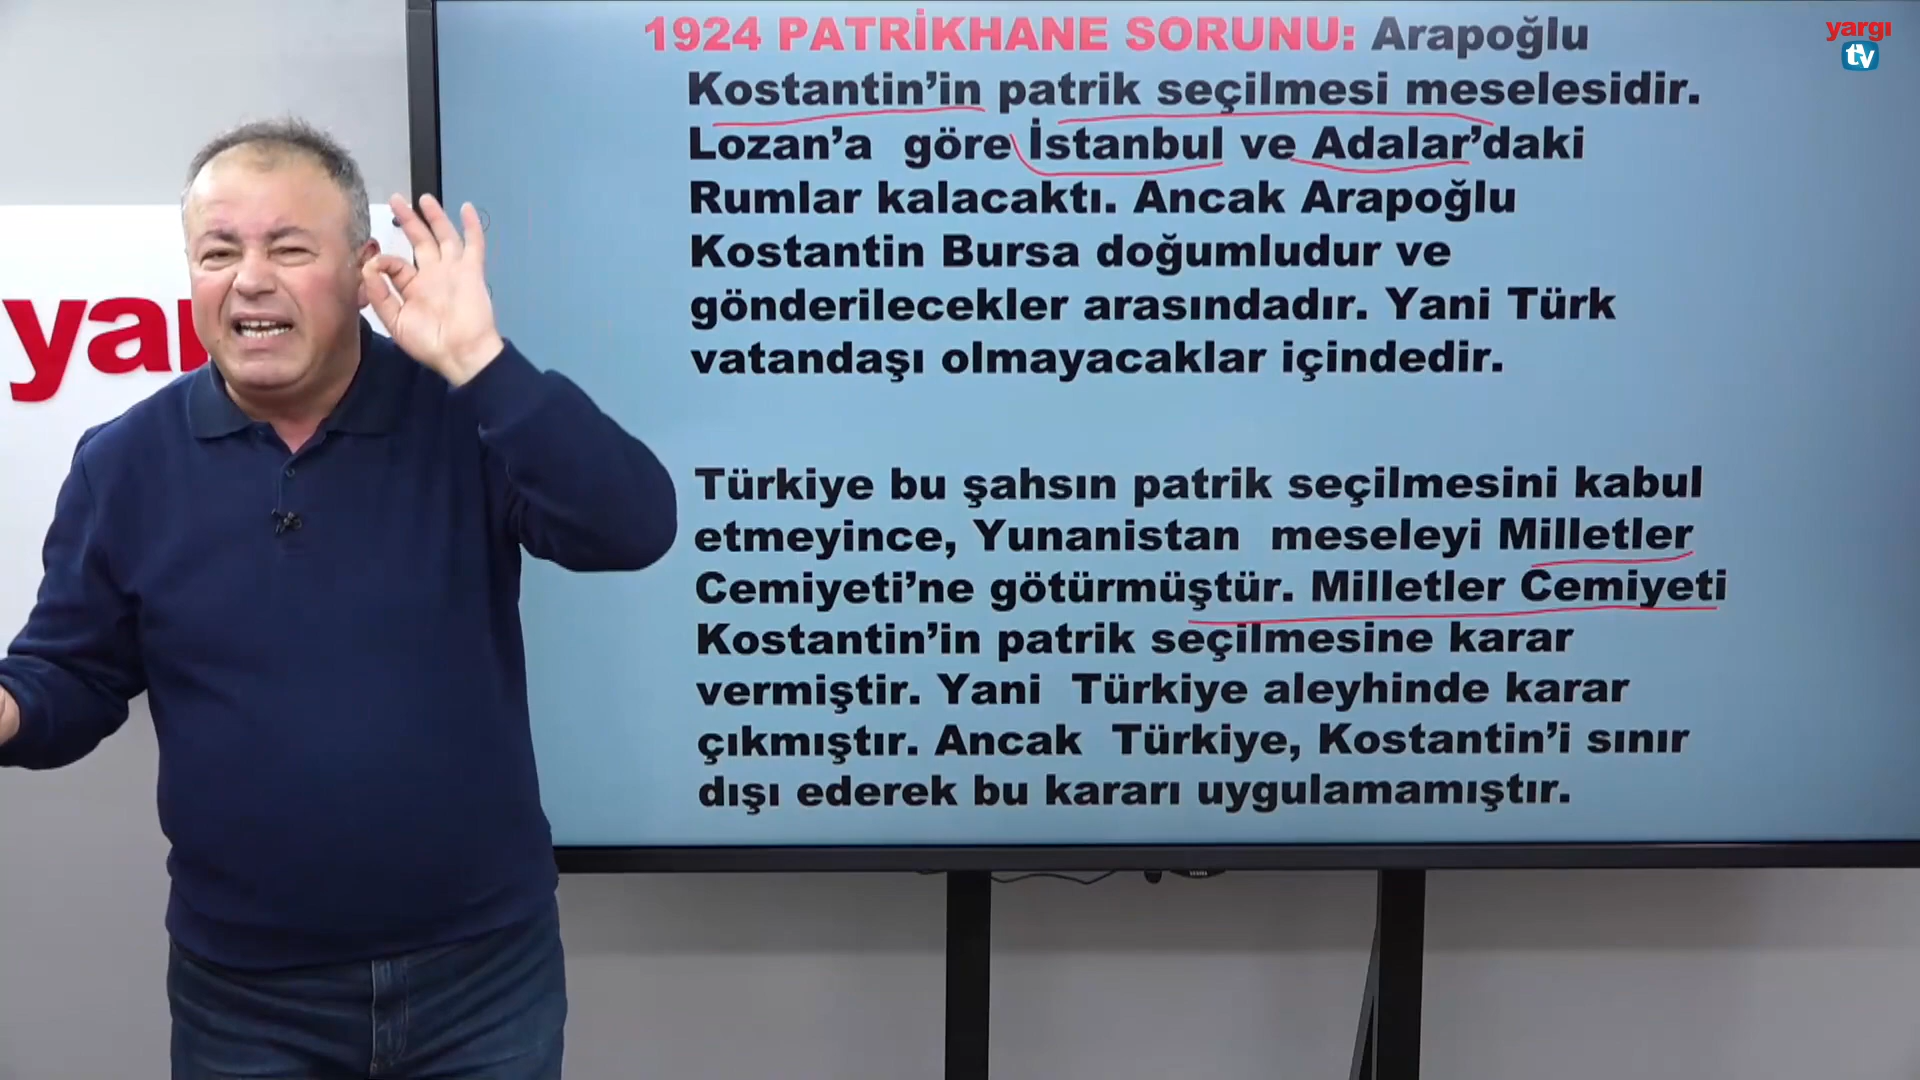 1924 PATRİKHANE SORUNU: Arapoğlu
Kostantin’in patrik seçilmesi meselesidir.
Lozan’a göre İstanbul ve Adalar’daki
Rumlar kalacaktı. Ancak Arapoğlu
Kostantin Bursa doğumludur ve
gönderilecekler arasındadır. Yani Türk
vatandaşı olmayacaklar içindedir.
Türkiye bu şahsın patrik seçilmesini kabul
etmeyince, Yunanistan meseleyi Milletler
Cemiyeti’ne götürmüştür. Milletler Cemiyeti
Kostantin’in patrik seçilmesine karar
vermiştir. Yani Türkiye aleyhinde karar
çıkmıştır. Ancak Türkiye, Kostantin’i sınır
dışı ederek bu kararı uygulamamıştır.
yargı
tv